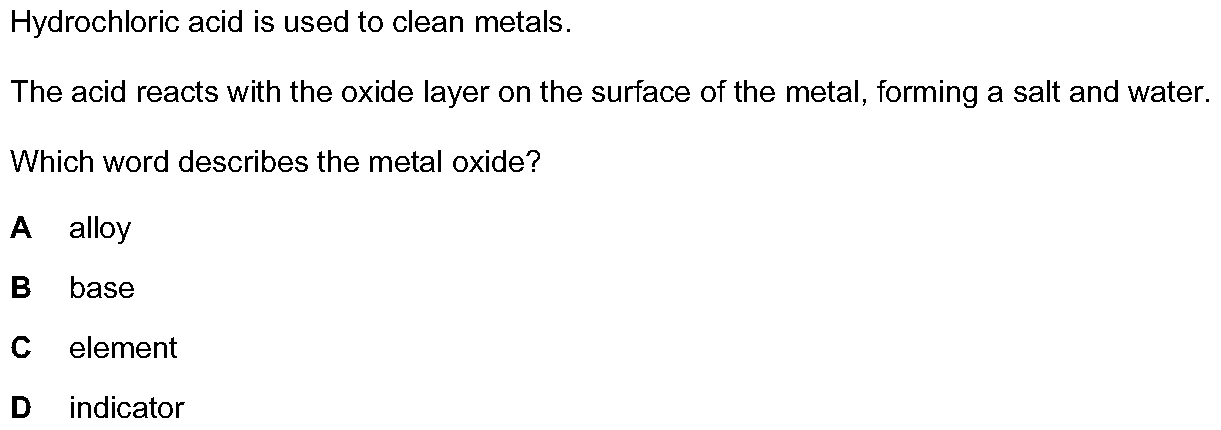 Hydrochloric acid is used to clean metals.
The acid reacts with the oxide layer on the surface of the metal, forming a salt and water.
Which word describes the metal oxide?
A alloy
B base
C element
D indicator